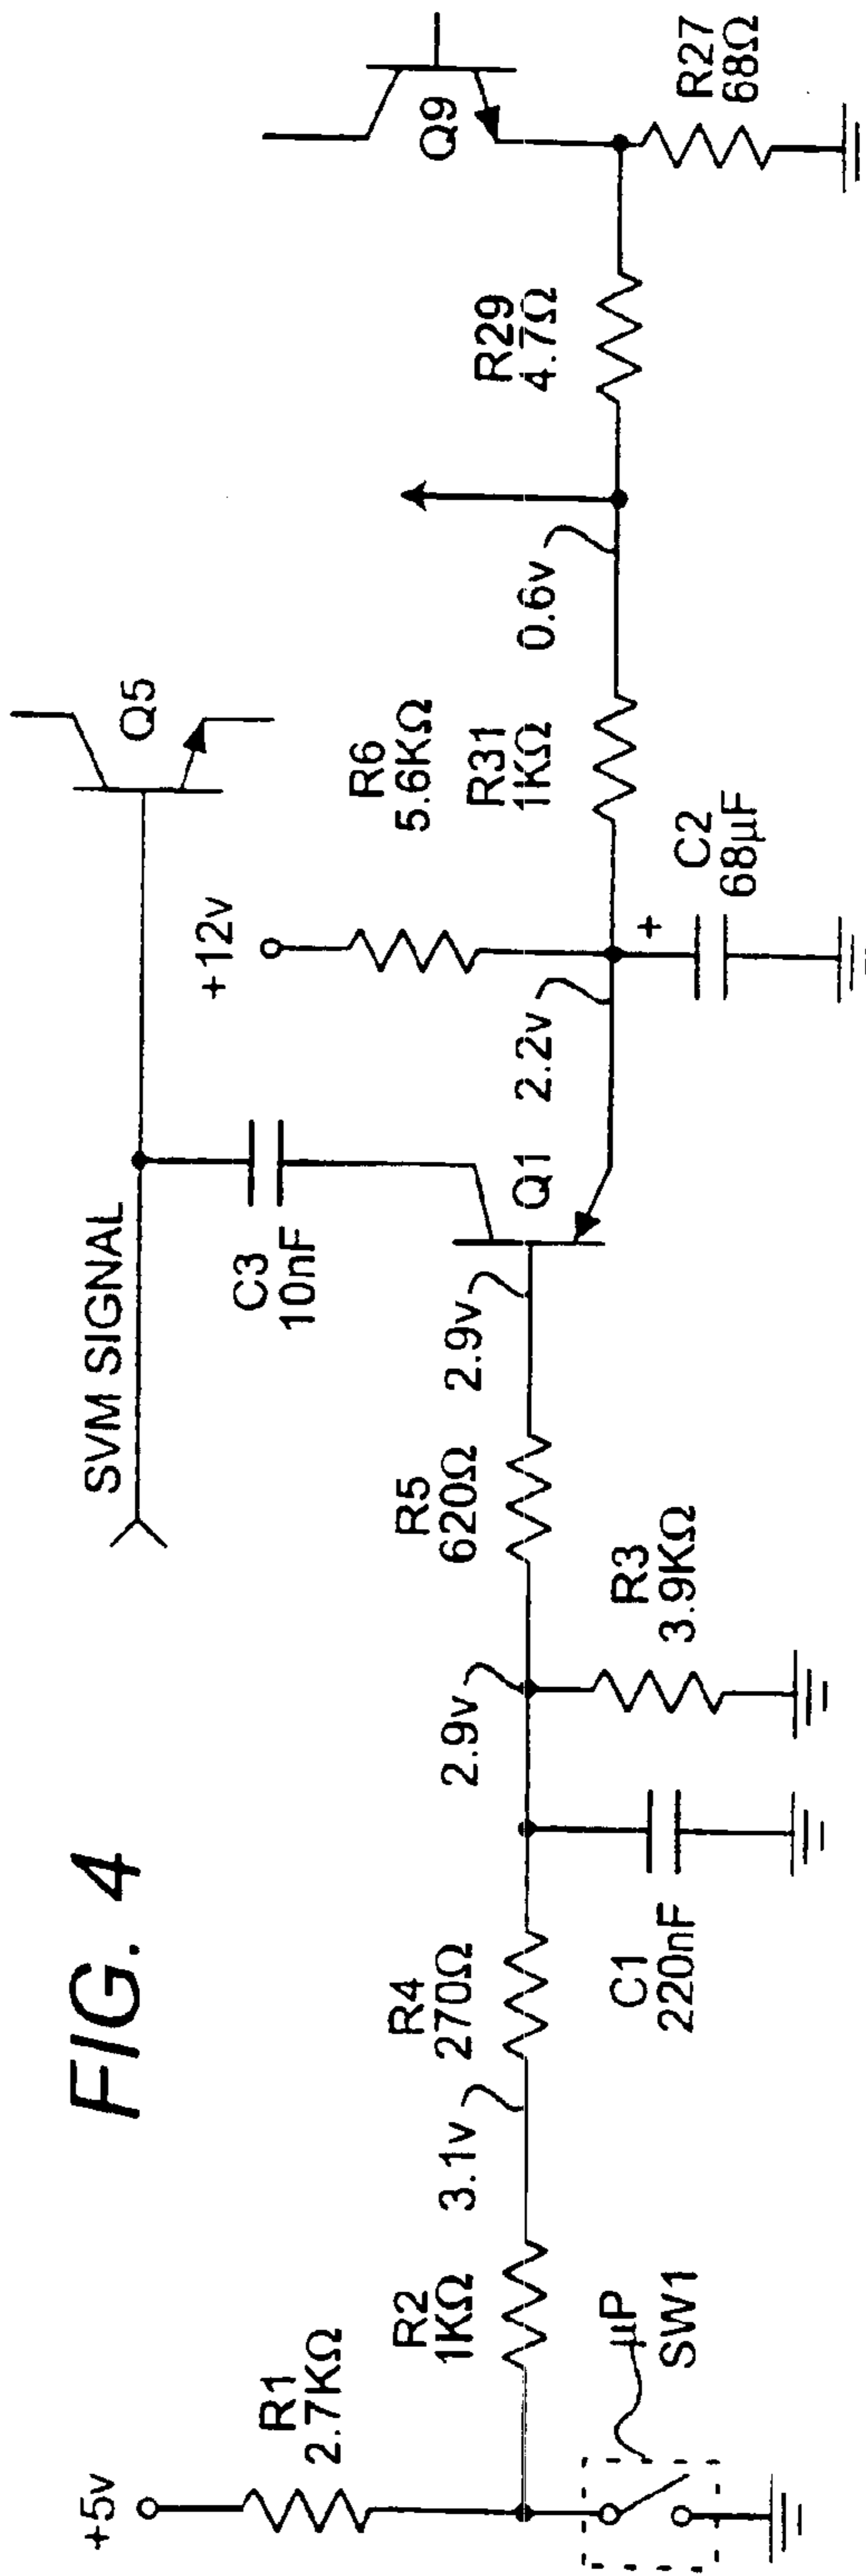 FIG. 4
SVM SIGNAL
+5v
R1
2.7KΩ
R2
1KΩ
μP
SW1
3.1v
R4
270Ω
C1
220nF
2.9v
R3
3.9KΩ
R5
620Ω
2.9v
C3
10nF
Q1
2.2v
+12v
R6
5.6KΩ
R31
1KΩ
+
C2
68μF
Q5
0.6v
R29
4.7Ω
Q9
R27
68Ω